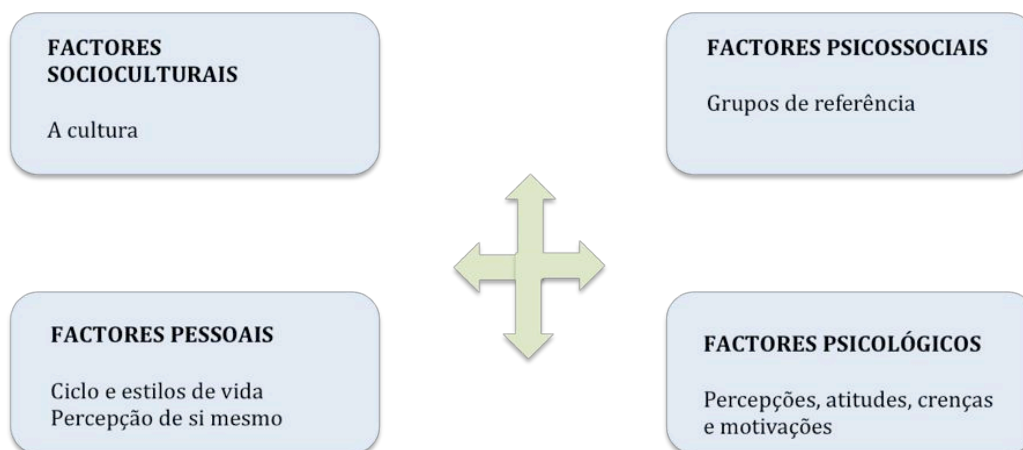 FACTORES
SOCIOCULTURAIS
A cultura
FACTORES PSICOSSOCIAIS
Grupos de referência
FACTORES PESSOAIS
Ciclo e estilos de vida
Percepção de si mesmo
FACTORES PSICOLÓGICOS
Percepções, atitudes, crenças
e motivações